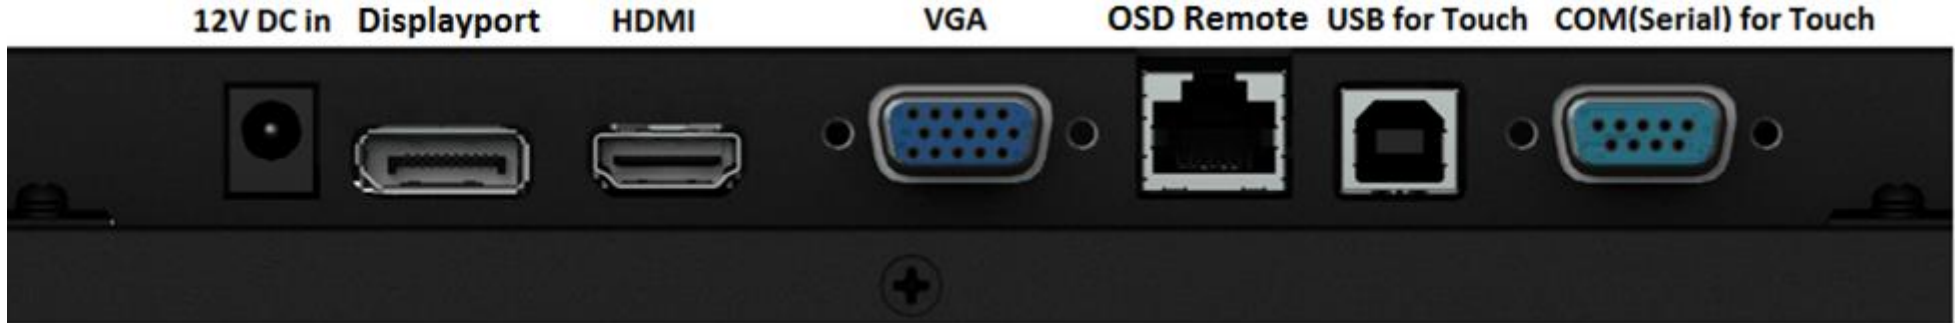 12V DC in Displayport HDMI VGA OSD Remote USB for Touch COM(Serial) for Touch